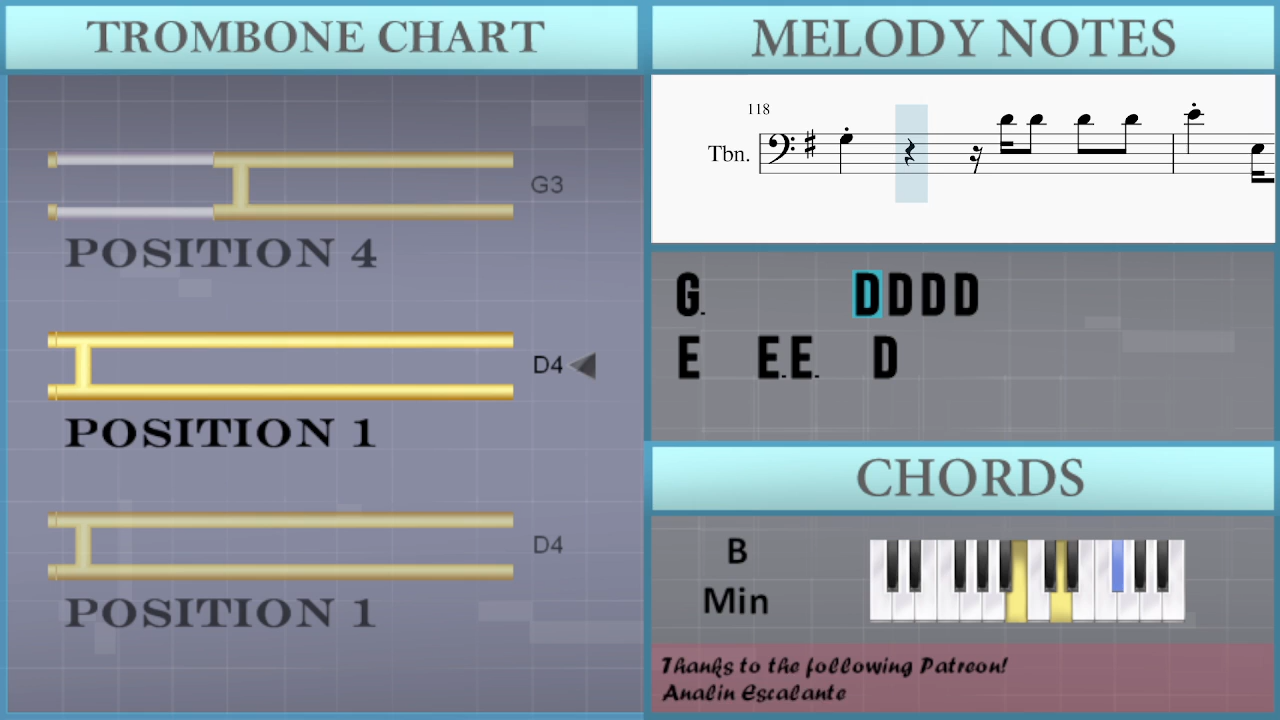 TROMBONE CHART
G3
POSITION 4
D4
POSITION 1
D4
POSITION 1
MELODY NOTES
118
Tbn.
G. D D D D
E E. E. D
CHORDS
B
Min
Thanks to the following Patreon!
Analin Escalante